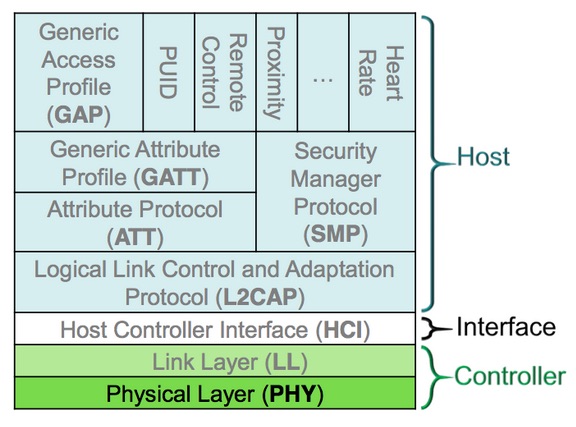 Generic
Access
Profile
(GAP)
PUID
Remote
Control
Proximity
...
Heart
Rate
Generic Attribute
Profile (GATT)
Security
Manager
Protocol
(SMP)
Attribute Protocol
(ATT)
Logical Link Control and Adaptation
Protocol (L2CAP)
Host Controller Interface (HCI)
Link Layer (LL)
Physical Layer (PHY)
Host
Interface
Controller